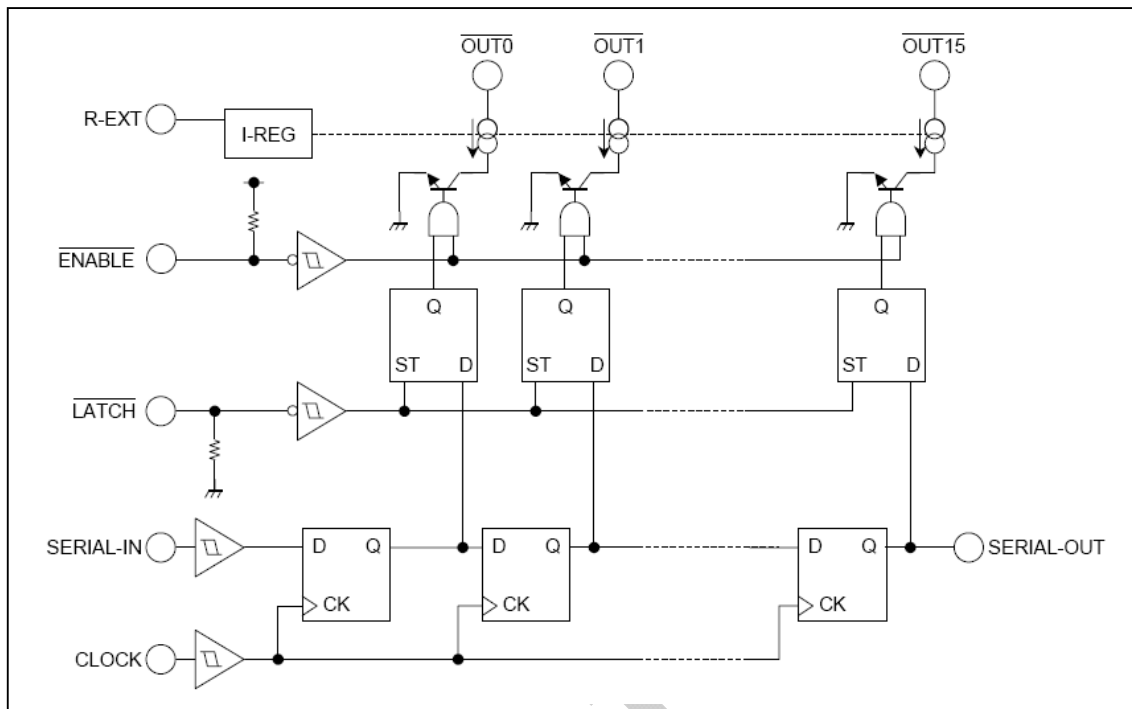 OUT0 OUT1 OUT15
R-EXT
I-REG
ENABLE
Q Q Q
ST D ST D ST D
LATCH
SERIAL-IN
D Q D Q D Q
SERIAL-OUT
CK CK CK
CLOCK